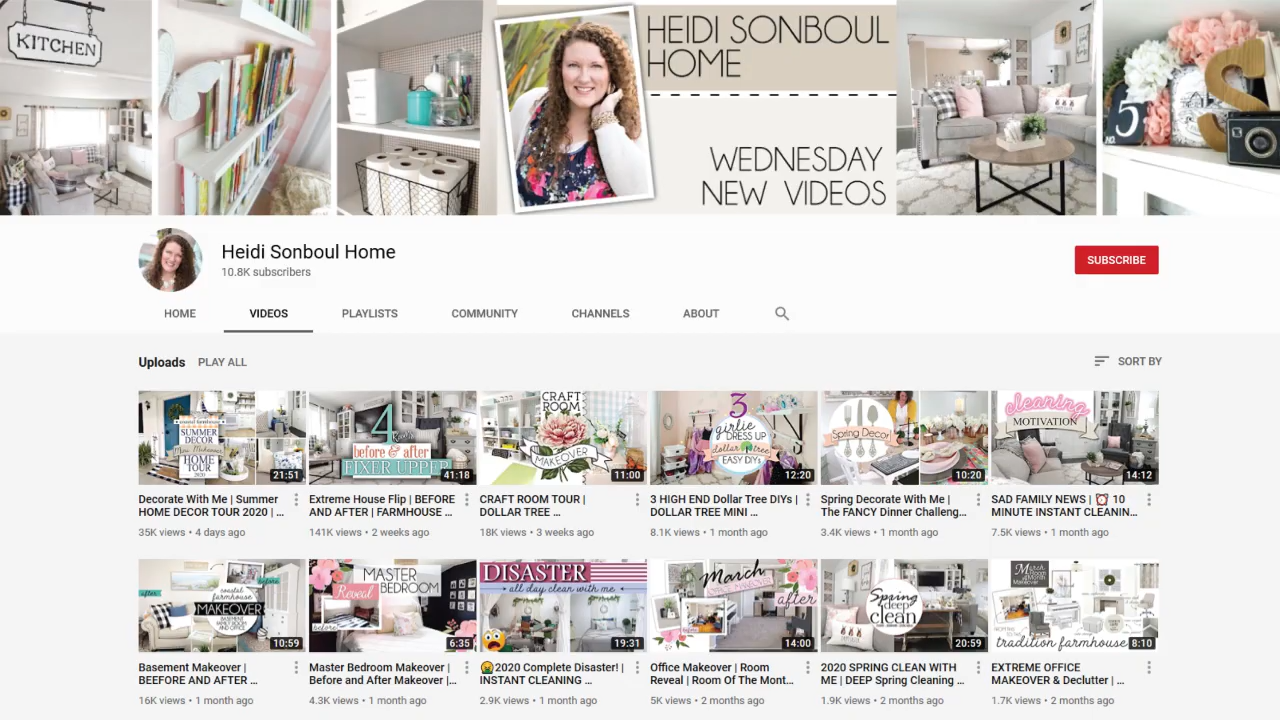 KITCHEN
HEIDI SONBOUL
HOME
WEDNESDAY
NEW VIDEOS
5
S
Heidi Sonboul Home
10.8K subscribers
SUBSCRIBE
HOME VIDEOS PLAYLISTS COMMUNITY CHANNELS ABOUT
Uploads PLAY ALL
SORT BY
SUMMER
DECOR
HOME
TOUR
2020
21:51
4
before & after
FIXER UPPER
41:18
CRAFT
ROOM
MAKEOVER
11:00
3
girlie
DRESS UP
dollar tree
EASY DIYs
12:20
Spring Decor!
10:20
cleaning
MOTIVATION
14:12
Decorate With Me | Summer
HOME DECOR TOUR 2020 | ...
35K views • 4 days ago
Extreme House Flip | BEFORE
AND AFTER | FARMHOUSE ...
141K views • 2 weeks ago
CRAFT ROOM TOUR |
DOLLAR TREE ...
18K views • 3 weeks ago
3 HIGH END Dollar Tree DIYs |
DOLLAR TREE MINI ...
8.1K views • 1 month ago
Spring Decorate With Me |
The FANCY Dinner Challeng...
3.4K views • 1 month ago
SAD FAMILY NEWS | ⏰ 10
MINUTE INSTANT CLEANIN...
7.5K views • 1 month ago
before
after
coastal
farmhouse
MAKEOVER
BASEMENT
10:59
MASTER
BEDROOM
Reveal
before
6:35
DISASTER
all day clean with me
19:31
March
after
before
14:00
Spring
deep
clean
20:59
March
Makeover
traditional farmhouse
8:10
Basement Makeover |
BEEFORE AND AFTER ...
16K views • 1 month ago
Master Bedroom Makeover |
Before and After Makeover |...
4.3K views • 1 month ago
😭2020 Complete Disaster! |
INSTANT CLEANING ...
2.9K views • 1 month ago
Office Makeover | Room
Reveal | Room Of The Mont...
5K views • 2 months ago
2020 SPRING CLEAN WITH
ME | DEEP Spring Cleaning ...
1.9K views • 2 months ago
EXTREME OFFICE
MAKEOVER & Declutter | ...
1.7K views • 2 months ago